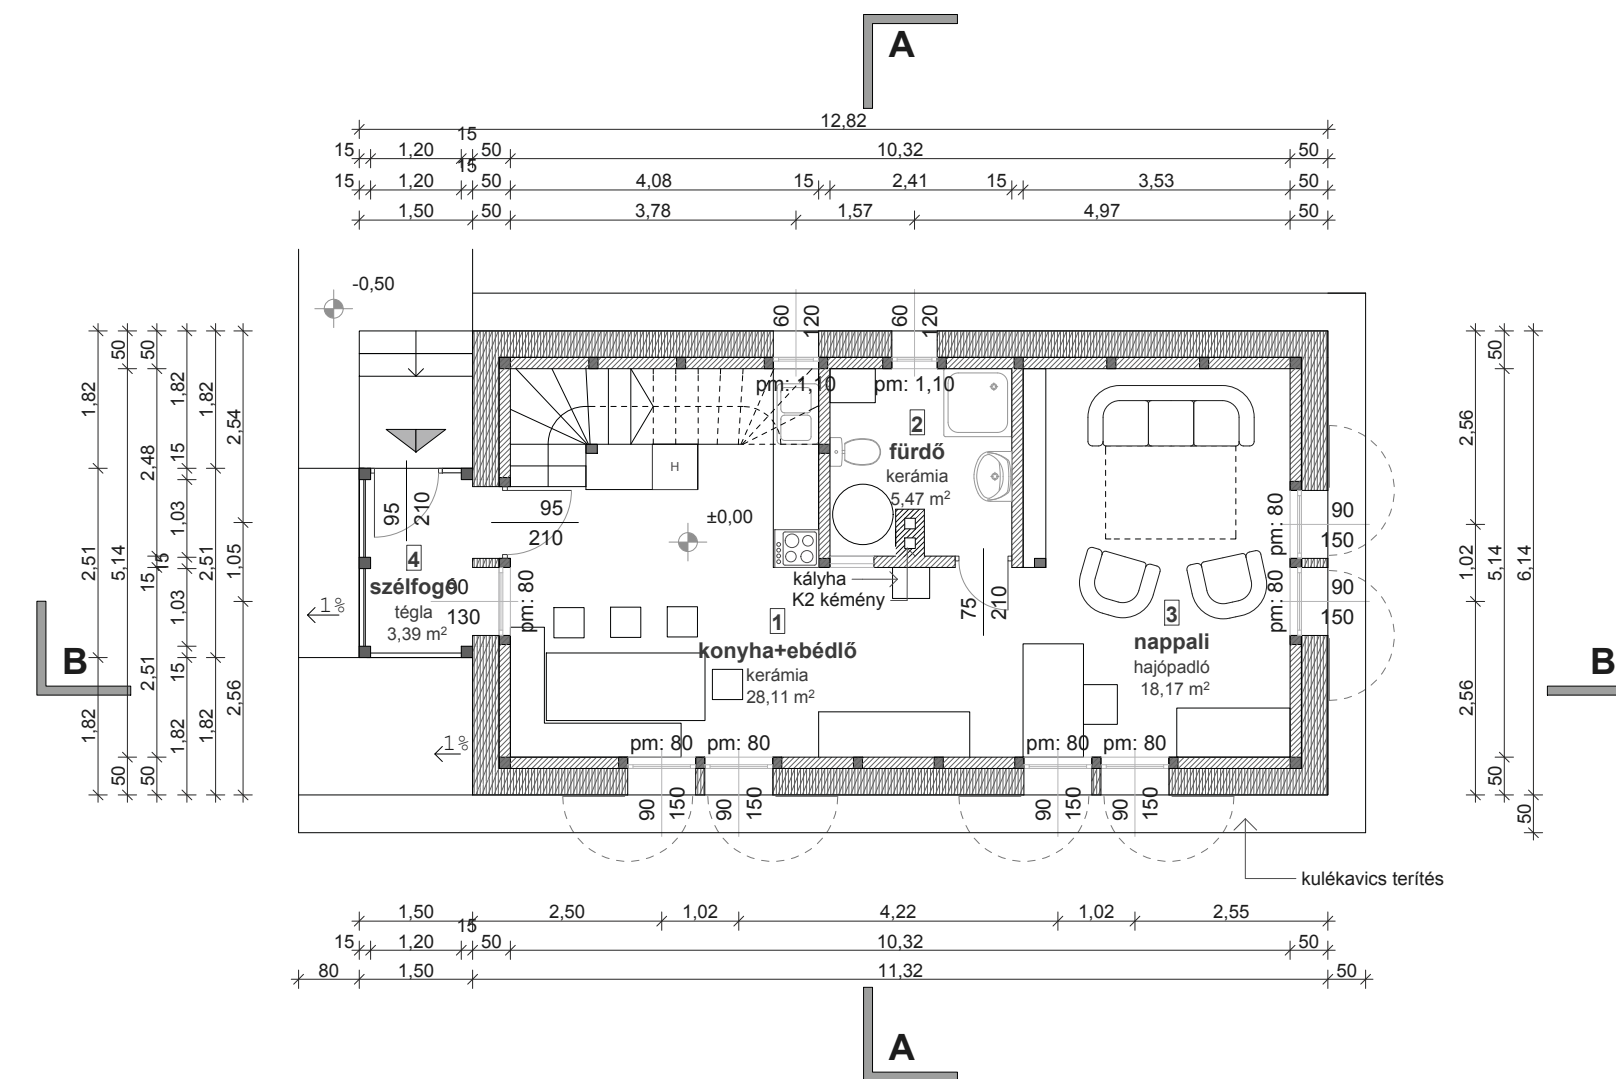 A
12,82
15
15 1,20 50 10,32 50
15
15 1,20 50 4,08 15 2,41 15 3,53 50
1,50 50 3,78 1,57 4,97 50
-0,50
60 120
60 120
pm: 1,10
pm: 1,10
2
fürdő
kerámia
5,47 m²
H
95
210
±0,00
95
210
4
szélfogó
tégla
3,39 m²
90
130
pm: 80
1%
1%
kályha
K2 kémény
75
210
1
konyha+ebédlő
kerámia
28,11 m²
3
nappali
hajópadló
18,17 m²
pm: 80
90
150
pm: 80
90
150
pm: 80
pm: 80
pm: 80
pm: 80
90 150
90 150
90 150
90 150
kulékavics terítés
1,82 2,51 1,82
50 5,14 50
50 2,48 15 2,51 50
1,82 15 1,03 1,03 15 1,82
1,82 2,51 1,82
2,54 1,05 2,56
2,56 1,02 2,56
50 5,14 50
6,14 50
B
B
1,50 2,50 1,02 4,22 1,02 2,55
15
15 1,20 50 10,32 50
80 1,50 11,32 50
A